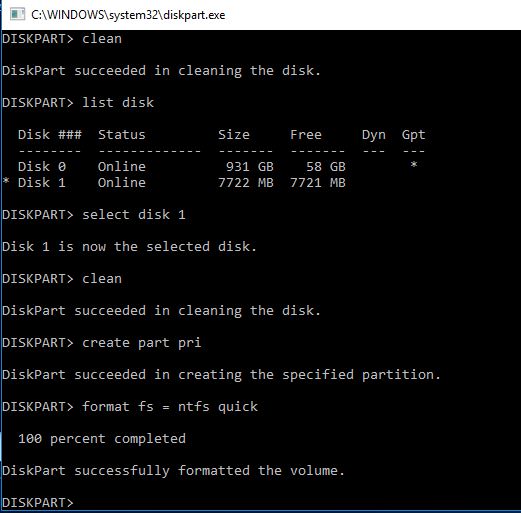 C:\WINDOWS\system32\diskpart.exe
DISKPART> clean
DiskPart succeeded in cleaning the disk.
DISKPART> list disk
  Disk ###  Status         Size     Free     Dyn  Gpt
  --------  -------------  -------  -------  ---  ---
  Disk 0    Online          931 GB    58 GB        *
* Disk 1    Online         7722 MB  7721 MB
DISKPART> select disk 1
Disk 1 is now the selected disk.
DISKPART> clean
DiskPart succeeded in cleaning the disk.
DISKPART> create part pri
DiskPart succeeded in creating the specified partition.
DISKPART> format fs = ntfs quick
  100 percent completed
DiskPart successfully formatted the volume.
DISKPART>